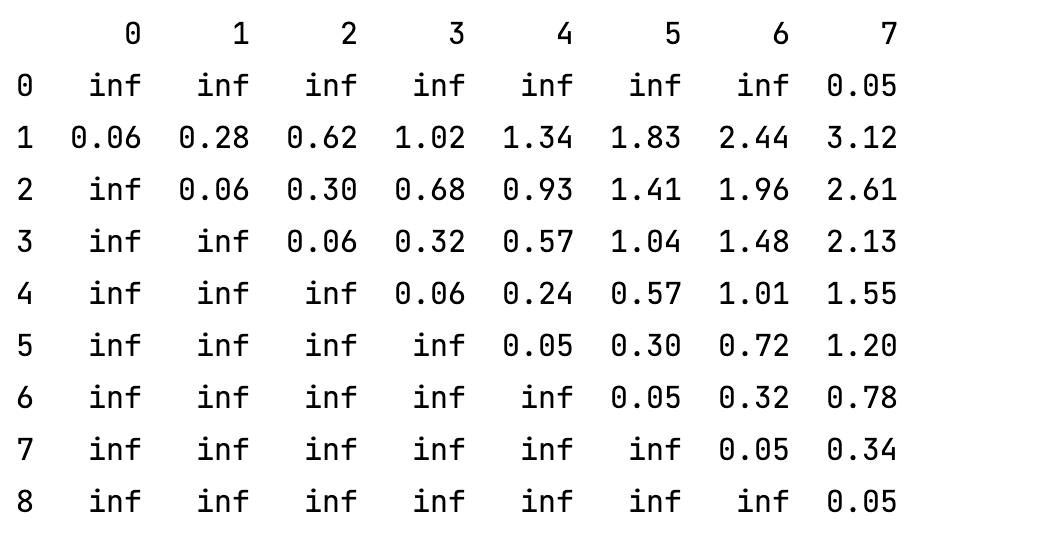 0 1 2 3 4 5 6 7
0 inf inf inf inf inf inf inf 0.05
1 0.06 0.28 0.62 1.02 1.34 1.83 2.44 3.12
2 inf 0.06 0.30 0.68 0.93 1.41 1.96 2.61
3 inf inf 0.06 0.32 0.57 1.04 1.48 2.13
4 inf inf inf 0.06 0.24 0.57 1.01 1.55
5 inf inf inf inf 0.05 0.30 0.72 1.20
6 inf inf inf inf inf 0.05 0.32 0.78
7 inf inf inf inf inf inf 0.05 0.34
8 inf inf inf inf inf inf inf 0.05